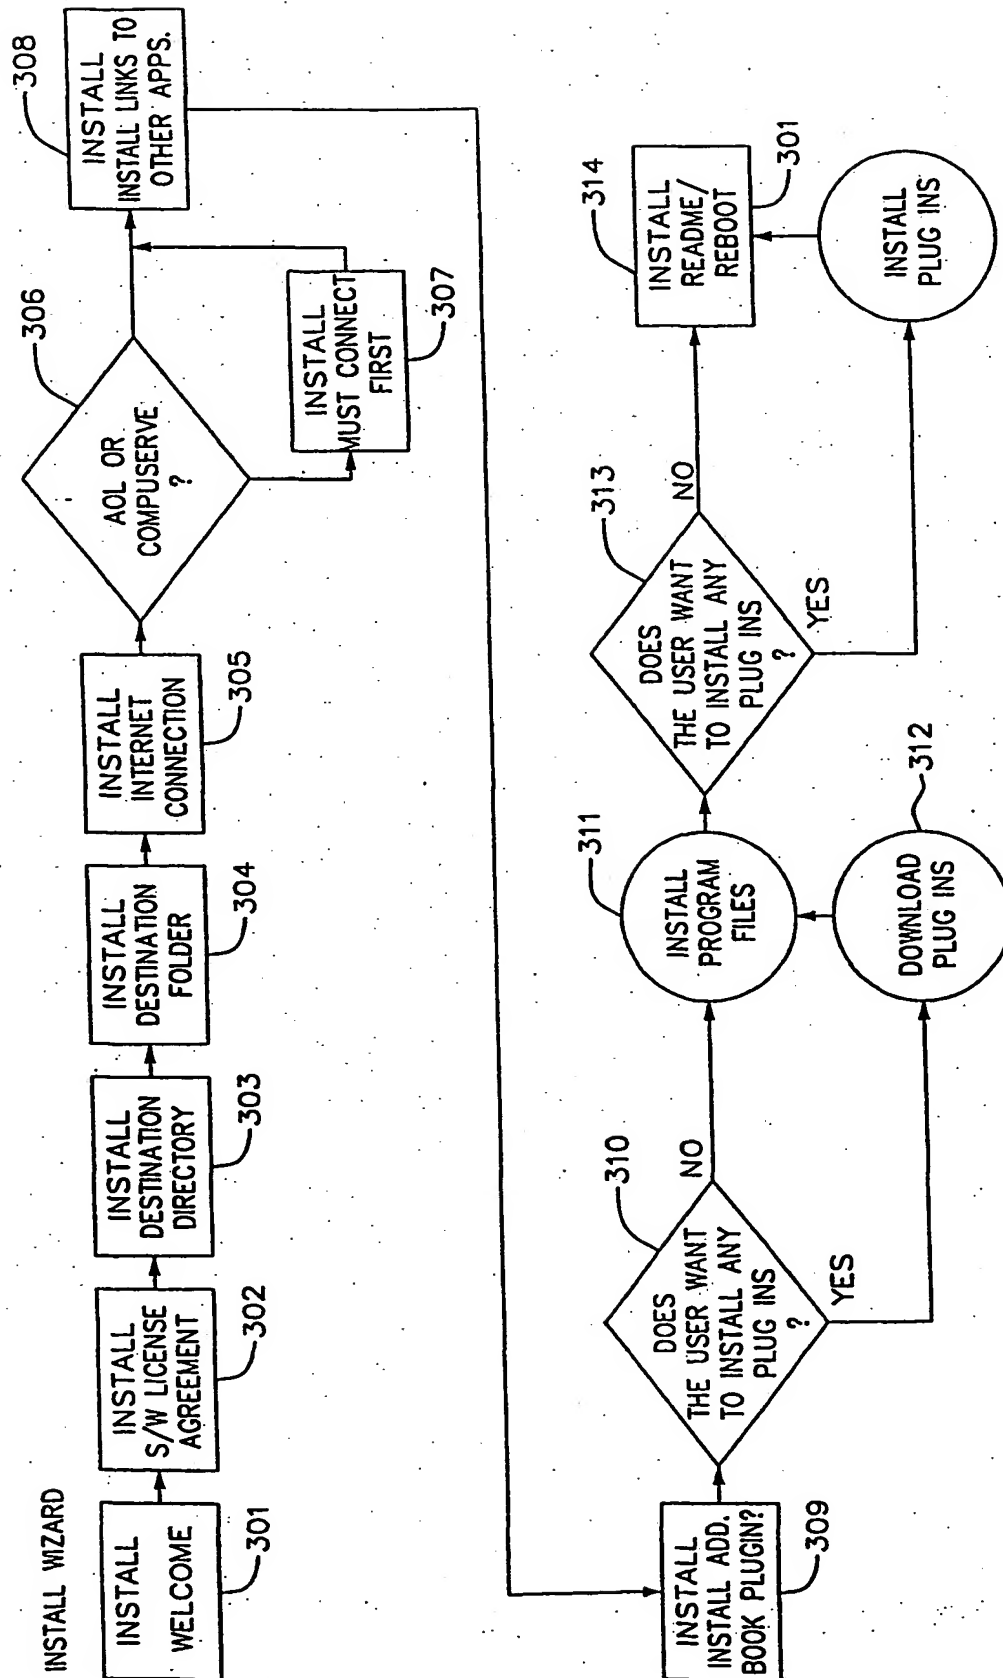 INSTALL WIZARD
INSTALL
WELCOME
301
INSTALL
S/W LICENSE
AGREEMENT
302
INSTALL
DESTINATION
DIRECTORY
303
INSTALL
DESTINATION
FOLDER
304
INSTALL
INTERNET
CONNECTION
305
AOL OR
COMPUSERVE
?
306
INSTALL
MUST CONNECT
FIRST
307
INSTALL
INSTALL LINKS TO
OTHER APPS.
308
INSTALL
INSTALL ADD.
BOOK PLUGIN?
309
DOES
THE USER WANT
TO INSTALL ANY
PLUG INS
?
310
NO
YES
INSTALL
PROGRAM
FILES
311
DOWNLOAD
PLUG INS
312
DOES
THE USER WANT
TO INSTALL ANY
PLUG INS
?
313
NO
YES
INSTALL
README/
REBOOT
314
301
INSTALL
PLUG INS